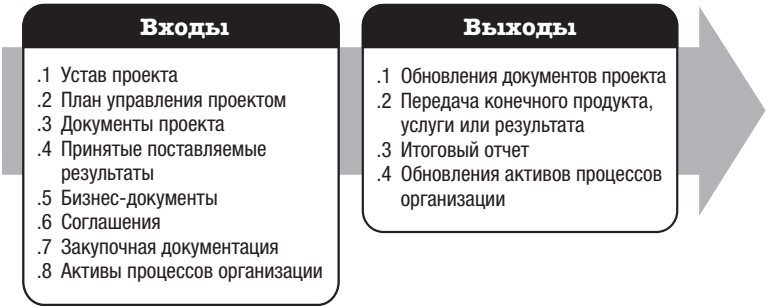 Входы
.1 Устав проекта
.2 План управления проектом
.3 Документы проекта
.4 Принятые поставляемые
результаты
.5 Бизнес-документы
.6 Соглашения
.7 Закупочная документация
.8 Активы процессов организации
Выходы
.1 Обновления документов проекта
.2 Передача конечного продукта,
услуги или результата
.3 Итоговый отчет
.4 Обновления активов процессов
организации